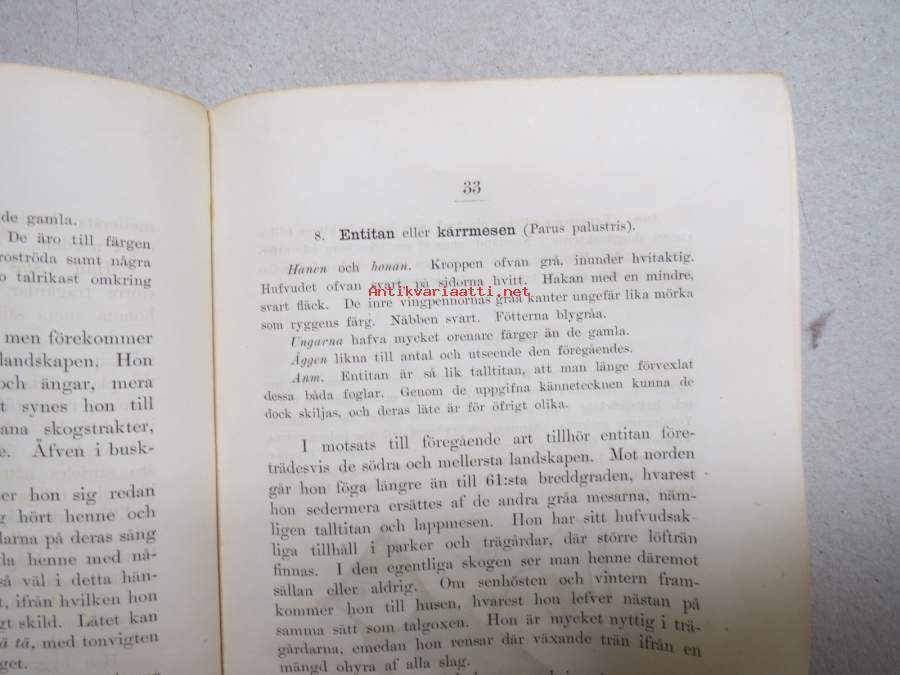 de gamla.
De äro till färgen
roströda samt några
talrikast omkring
men förekommer
landskapen. Hon
och ängar, mera
synes hon till
skogstrakter,
Äfven i busk-
hon sig redan
hört henne och
på deras sång
henne med nå-
så väl i detta hän-
ifrån hvilken hon
skild. Lätet kan
tä, med tonvigten
33
8. Entitan eller kärrmesen (Parus palustris).
Hanen och honan. Kroppen ofvan grå, inunder hvitaktig.
Hufvudet ofvan svart, på sidorna hvitt. Hakan med en mindre,
svart fläck. De inre vingpennornas gråa kanter ungefär lika mörka
som ryggens färg. Näbben svart. Fötterna blygråa.
Ungarna hafva mycket orenare färger än de gamla.
Äggen likna till antal och utseende den föregåendes.
Anm. Entitan är så lik talltitan, att man länge förvexlat
dessa båda foglar. Genom de uppgifna kännetecknen kunna de
dock skiljas, och deras läte är för öfrigt olika.
I motsats till föregående art tillhör entitan före-
trädesvis de södra och mellersta landskapen. Mot norden
går hon föga längre än till 61:sta breddgraden, hvarest
hon sedermera ersättes af de andra gråa mesarna, näm-
ligen talltitan och lappmesen. Hon har sitt hufvudsak-
liga tillhåll i parker och trägårdar, där större löfträn
finnas. I den egentliga skogen ser man henne däremot
sällan eller aldrig. Om senhösten och vintern fram-
kommer hon till husen, hvarest hon lefver nästan på
samma sätt som talgoxen. Hon är mycket nyttig i trä-
gårdarna, emedan hon rensar där växande trän ifrån en
mängd ohyra af alla slag.
Antikvariaatti.net